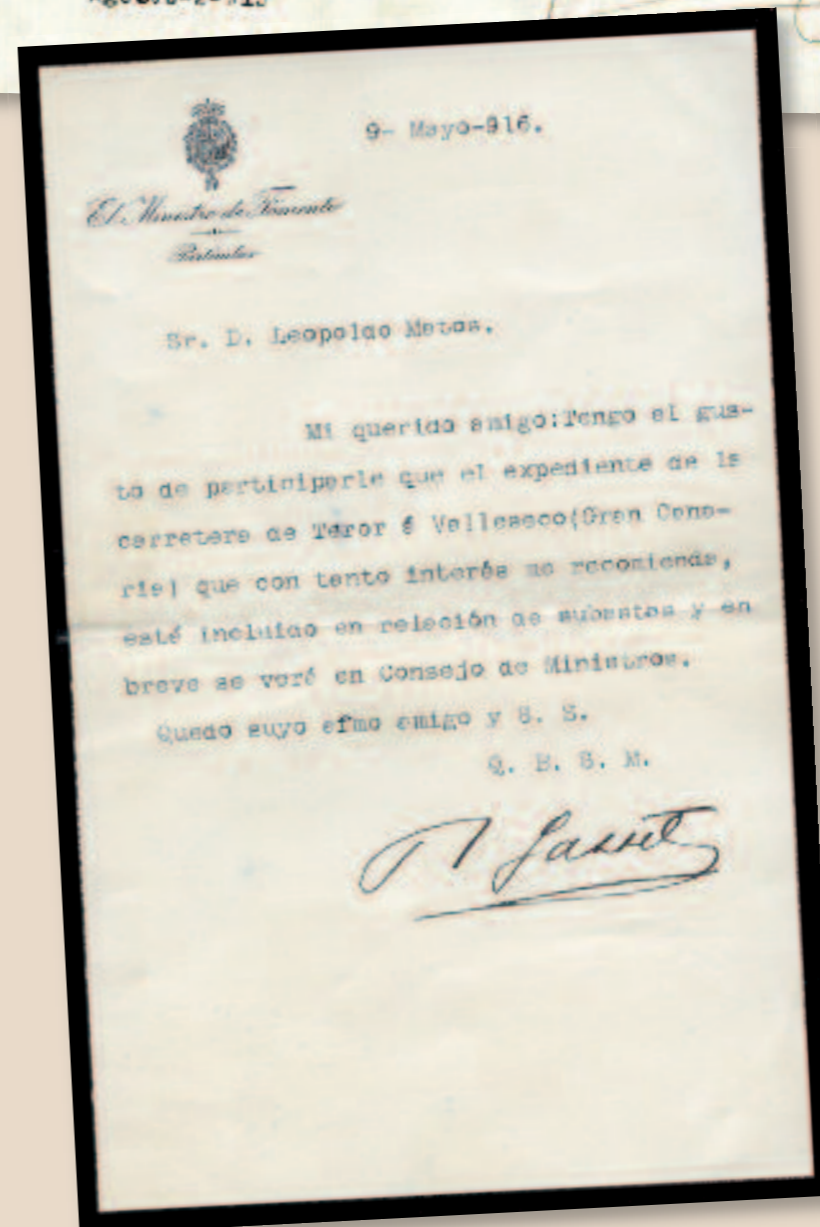 9- Mayo-916.
El Ministro de Fomento
Particular
Sr. D. Leopoldo Matos.
Mi querido amigo:Tengo el gus-
to de participarle que el expediente de la
carretera de Teror á Valleseco(Gran Cana-
ria) que con tanto interés me recomienda,
está incluido en relación de subastas y en
breve se verá en Consejo de Ministros.
Quedo suyo afmo amigo y S. S.
Q. B. S. M.
Gasset